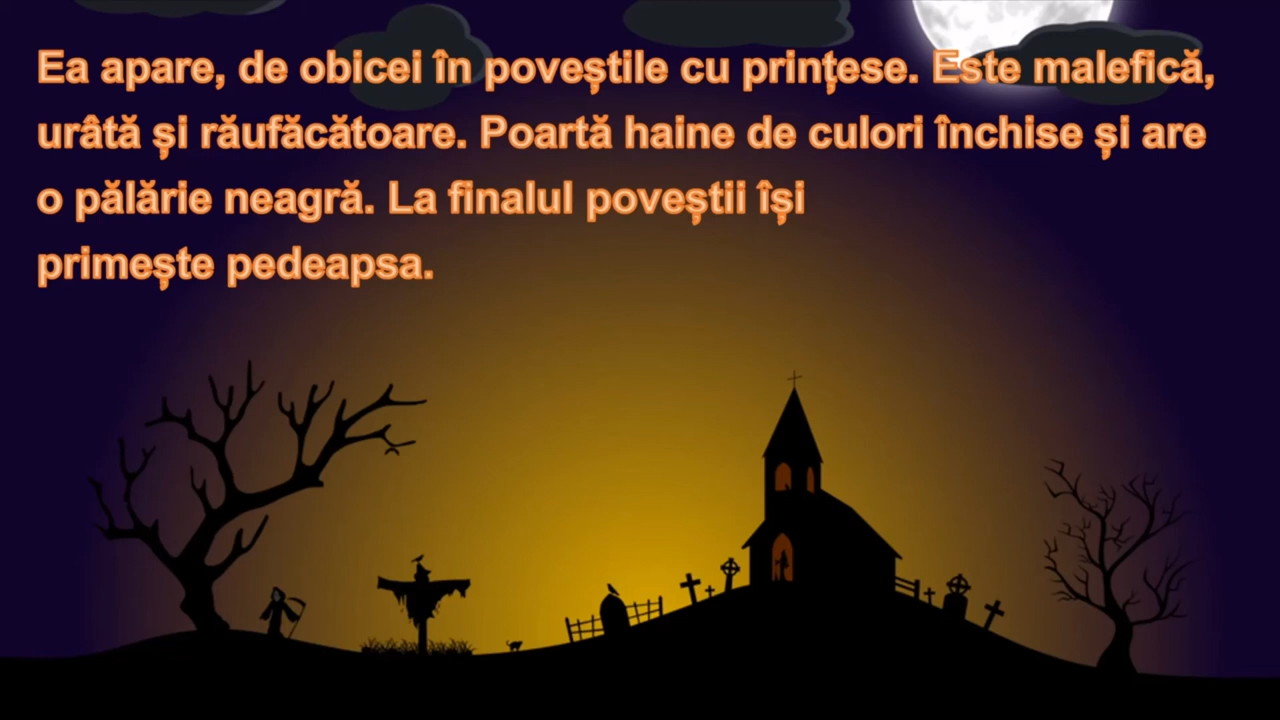 Ea apare, de obicei în poveștile cu prințese. Este malefică,
urâtă și răufăcătoare. Poartă haine de culori închise și are
o pălărie neagră. La finalul poveștii își
primește pedeapsa.